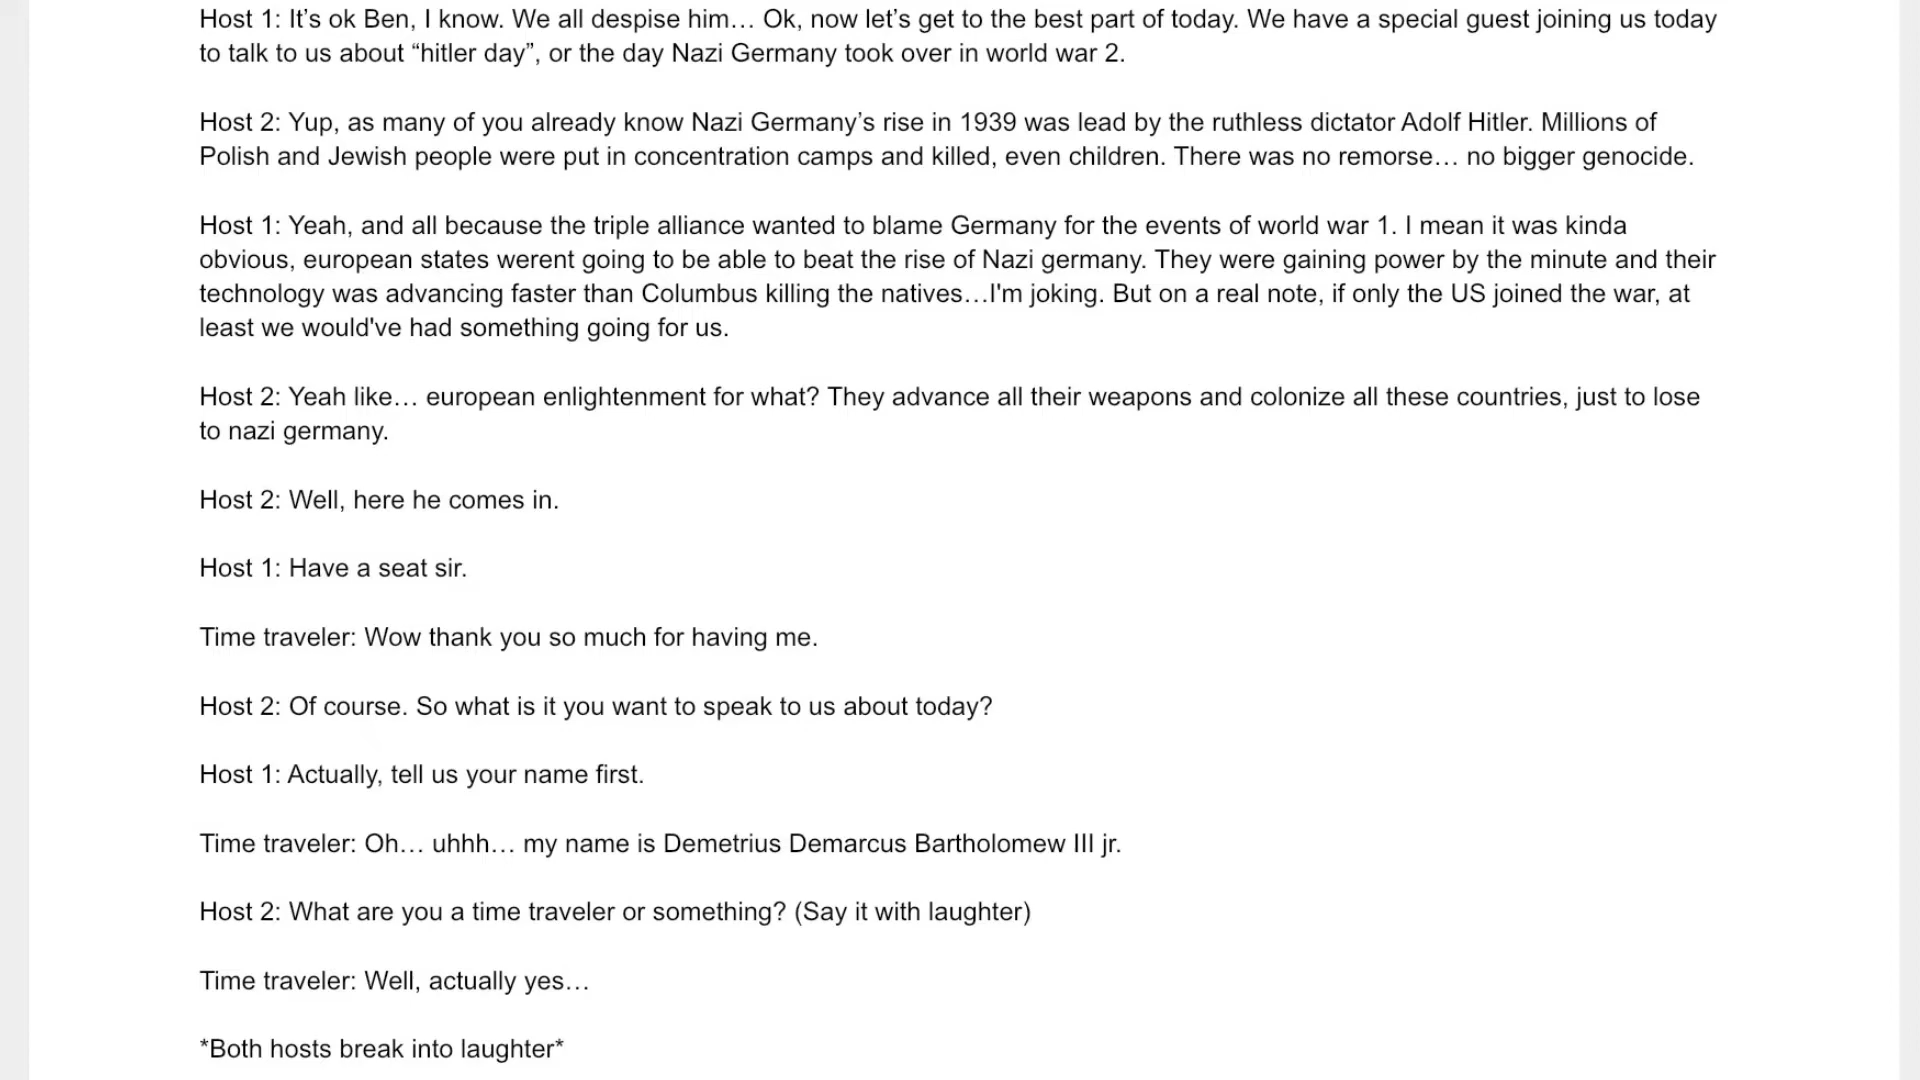 Host 1: It’s ok Ben, I know. We all despise him… Ok, now let’s get to the best part of today. We have a special guest joining us today
to talk to us about “hitler day”, or the day Nazi Germany took over in world war 2.
Host 2: Yup, as many of you already know Nazi Germany’s rise in 1939 was lead by the ruthless dictator Adolf Hitler. Millions of
Polish and Jewish people were put in concentration camps and killed, even children. There was no remorse… no bigger genocide.
Host 1: Yeah, and all because the triple alliance wanted to blame Germany for the events of world war 1. I mean it was kinda
obvious, european states werent going to be able to beat the rise of Nazi germany. They were gaining power by the minute and their
technology was advancing faster than Columbus killing the natives…I'm joking. But on a real note, if only the US joined the war, at
least we would've had something going for us.
Host 2: Yeah like… european enlightenment for what? They advance all their weapons and colonize all these countries, just to lose
to nazi germany.
Host 2: Well, here he comes in.
Host 1: Have a seat sir.
Time traveler: Wow thank you so much for having me.
Host 2: Of course. So what is it you want to speak to us about today?
Host 1: Actually, tell us your name first.
Time traveler: Oh… uhhh… my name is Demetrius Demarcus Bartholomew III jr.
Host 2: What are you a time traveler or something? (Say it with laughter)
Time traveler: Well, actually yes…
*Both hosts break into laughter*